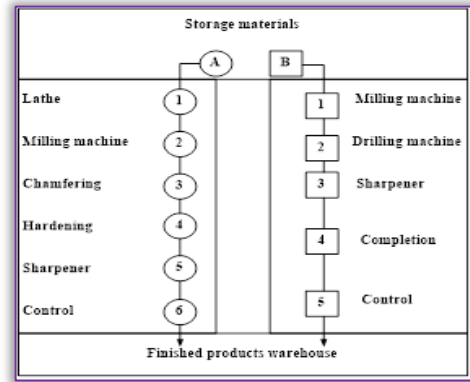 Storage materials
A B
Lathe 1 1 Milling machine
Milling machine 2 2 Drilling machine
Chamfering 3 3 Sharpener
Hardening 4 4 Completion
Sharpener 5
Control 6 5 Control
Finished products warehouse